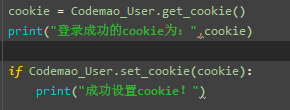 cookie = Codemao_User.get_cookie()
print("登录成功的cookie为：",cookie)
if Codemao_User.set_cookie(cookie):
    print("成功设置cookie！")